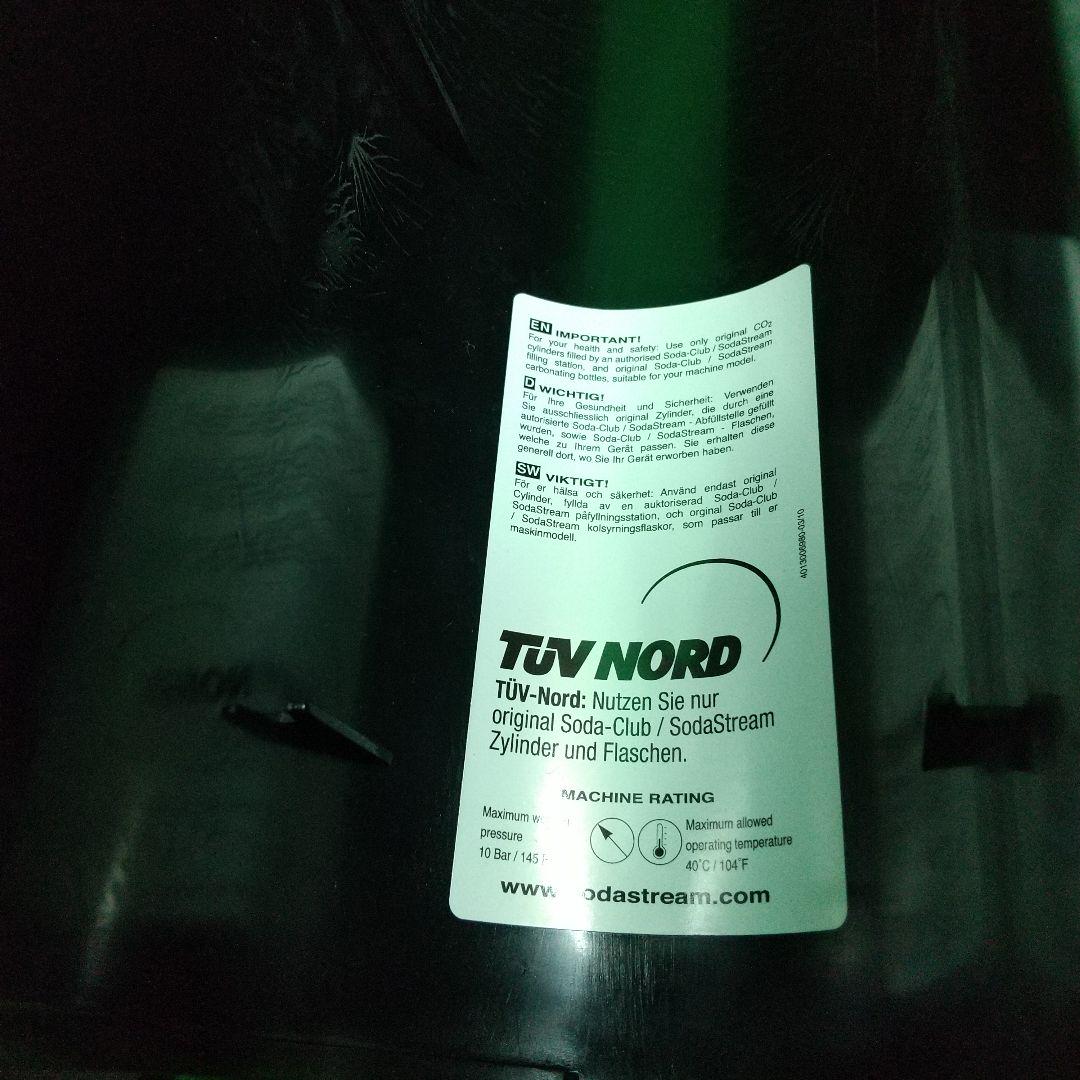 EN IMPORTANT!
For your health and safety: Use only original CO2
cylinders filled by an authorised Soda-Club / SodaStream
filling station, and original Soda-Club / SodaStream
carbonating bottles, suitable for your machine model.
D WICHTIG!
Für Ihre Gesundheit und Sicherheit: Verwenden
Sie ausschliesslich original Zylinder, die durch eine
autorisierte Soda-Club / SodaStream - Abfüllstelle gefüllt
wurden, sowie Soda-Club / SodaStream - Flaschen,
welche zu Ihrem Gerät passen. Sie erhalten diese
generell dort, wo Sie Ihr Gerät erworben haben.
SW VIKTIGT!
För er hälsa och säkerhet: Använd endast original
Cylinder, fyllda av en auktoriserad Soda-Club /
SodaStream påfyllningsstation, och orginal Soda-Club
/ SodaStream kolsyrningsflaskor, som passar till er
maskinmodell.
4013006980-03/10
TÜV NORD
TÜV-Nord: Nutzen Sie nur
original Soda-Club / SodaStream
Zylinder und Flaschen.
MACHINE RATING
Maximum
pressure
10 Bar / 145
Maximum allowed
operating temperature
40°C / 104°F
www odastream.com